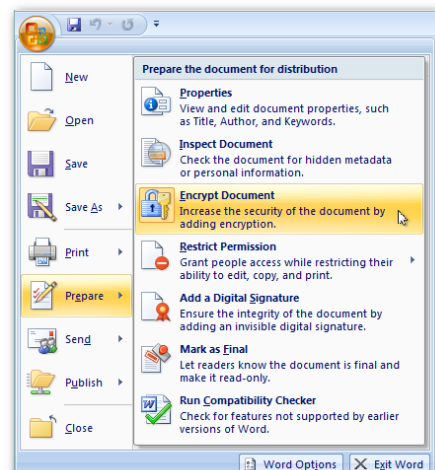 New
Open
Save
Save As
Print
Prepare
Send
Publish
Close
Prepare the document for distribution
Properties
View and edit document properties, such
as Title, Author, and Keywords.
Inspect Document
Check the document for hidden metadata
or personal information.
Encrypt Document
Increase the security of the document by
adding encryption.
Restrict Permission
Grant people access while restricting their
ability to edit, copy, and print.
Add a Digital Signature
Ensure the integrity of the document by
adding an invisible digital signature.
Mark as Final
Let readers know the document is final and
make it read-only.
Run Compatibility Checker
Check for features not supported by earlier
versions of Word.
Word Options
Exit Word